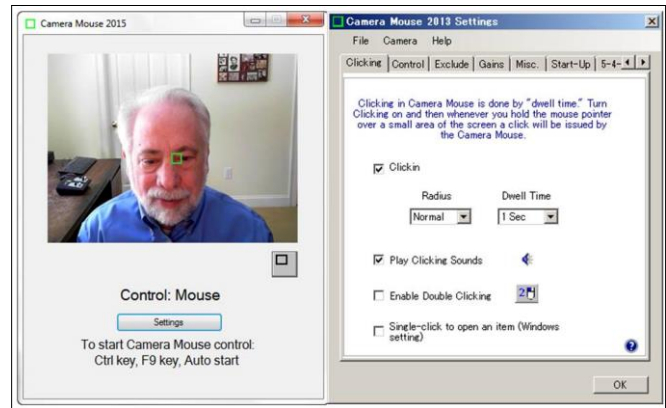 Camera Mouse 2015
Control: Mouse
Settings
To start Camera Mouse control:
Ctrl key, F9 key, Auto start
Camera Mouse 2013 Settings
File Camera Help
Clicking Control Exclude Gains Misc. Start-Up 5-4-
Clicking in Camera Mouse is done by "dwell time." Turn
Clicking on and then whenever you hold the mouse pointer
over a small area of the screen a click will be issued by
the Camera Mouse.
Clickin
Radius Dwell Time
Normal 1 Sec
Play Clicking Sounds
Enable Double Clicking 2
Single-click to open an item (Windows
setting)
OK